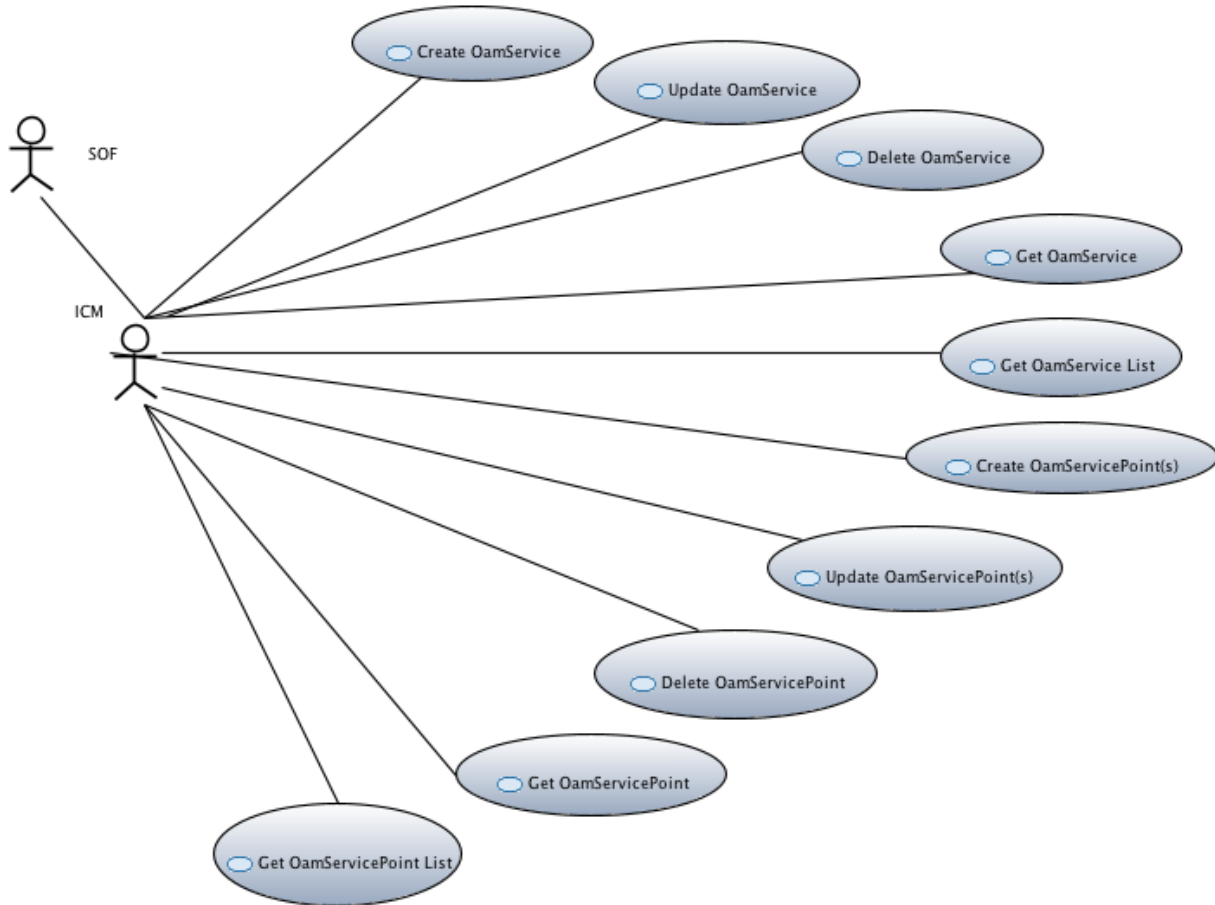 Create OamService
Update OamService
SOF
Delete OamService
Get OamService
ICM
Get OamService List
Create OamServicePoint(s)
Update OamServicePoint(s)
Delete OamServicePoint
Get OamServicePoint
Get OamServicePoint List